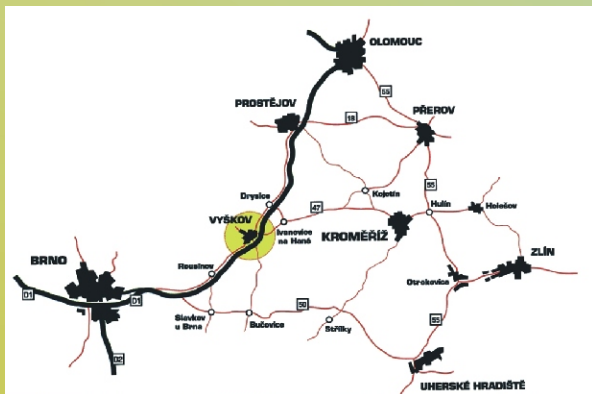 OLOMOUC
55
PROSTĚJOV
18
PŘEROV
55
Drysice
47
Kojetín
Hulín
Holešov
VYŠKOV
Ivanovice
na Hané
KROMĚŘÍŽ
ZLÍN
BRNO
Rousínov
Otrokovice
D1
D1
Slavkov
u Brna
Bučovice
50
Střílky
55
D2
UHERSKÉ HRADIŠTĚ